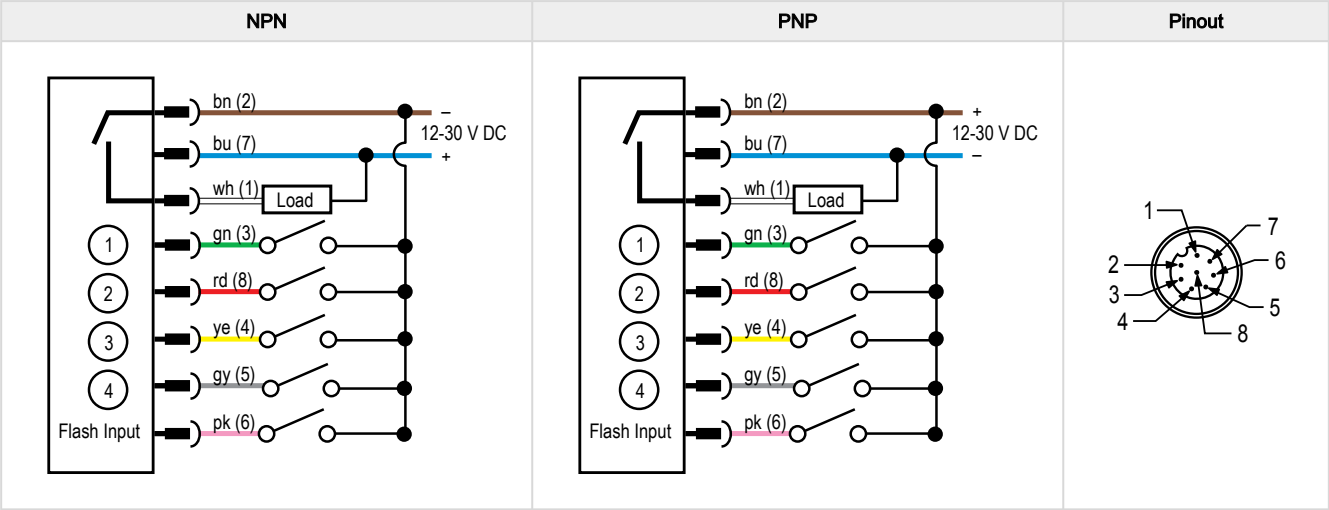 NPN
PNP
Pinout
bn (2)
–
12-30 V DC
bu (7)
+
wh (1)
Load
1
gn (3)
2
rd (8)
3
ye (4)
4
gy (5)
Flash Input
pk (6)
bn (2)
+
12-30 V DC
bu (7)
–
wh (1)
Load
1
gn (3)
2
rd (8)
3
ye (4)
4
gy (5)
Flash Input
pk (6)
1
7
2
6
3
5
4
8